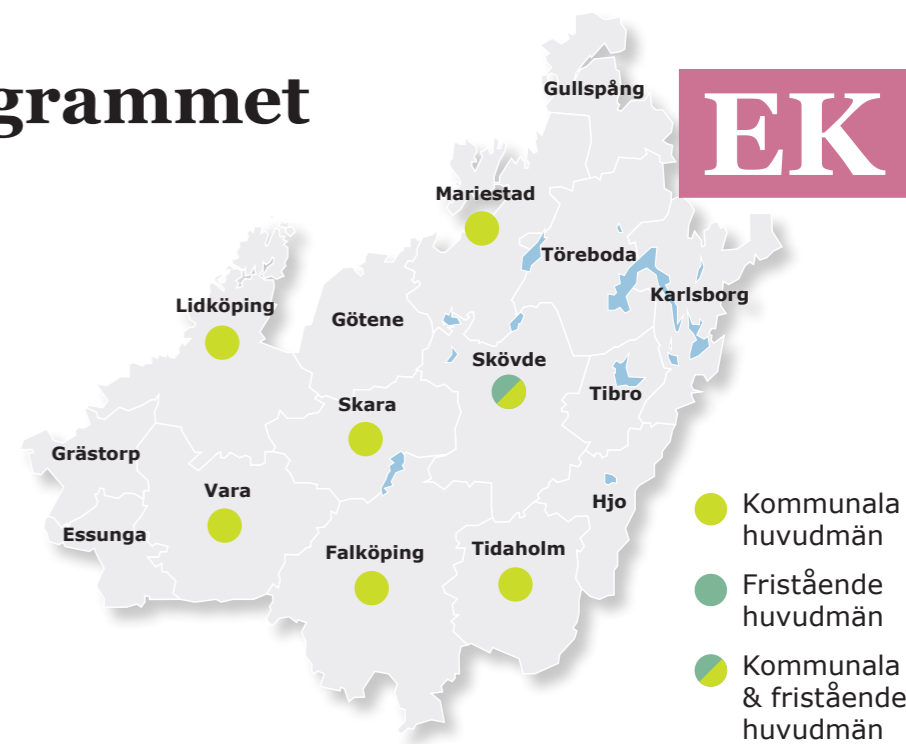 grammet
EK
Gullspång
Mariestad
Töreboda
Karlsborg
Lidköping
Götene
Skövde
Tibro
Skara
Grästorp
Vara
Hjo
Essunga
Falköping
Tidaholm
Kommunala
huvudmän
Fristående
huvudmän
Kommunala
& fristående
huvudmän